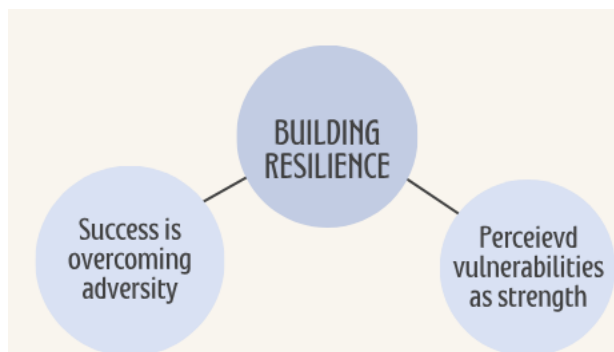 BUILDING
RESILIENCE
Success is
overcoming
adversity
Perceievd
vulnerabilities
as strength